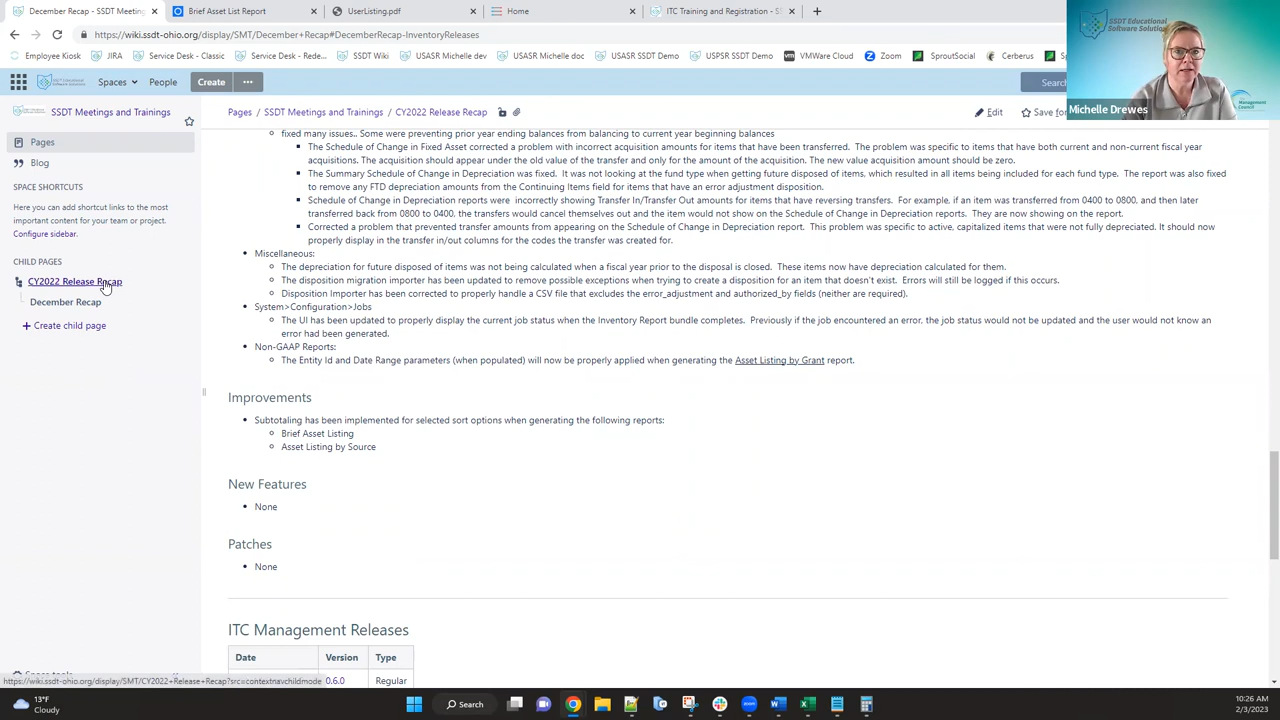 December Recap - SSDT Meeting
Brief Asset List Report
UserListing.pdf
Home
ITC Training and Registration - SS
https://wiki.ssdt-ohio.org/display/SMT/December+Recap#DecemberRecap-InventoryReleases
Employee Kiosk
JIRA
Service Desk - Classic
Service Desk - Rede...
SSDT Wiki
USASR Michelle demo
USASR Michelle doc
USASR SSDT Demo
USPSR SSDT Demo
VMWare Cloud
Zoom
SproutSocial
Cerberus
SSDT Educational Software Solution
Michelle Drewes
Management Council
Spaces
People
Create
Search
SSDT Meetings and Trainings
Pages
Blog
SPACE SHORTCUTS
Here you can add shortcut links to the most
important content for your team or project.
Configure sidebar.
CHILD PAGES
CY2022 Release Recap
December Recap
+ Create child page
Pages / SSDT Meetings and Trainings / CY2022 Release Recap
Edit
Save for
fixed many issues.. Some were preventing prior year ending balances from balancing to current year beginning balances
The Schedule of Change in Fixed Asset corrected a problem with incorrect acquisition amounts for items that have been transferred. The problem was specific to items that have both current and non-current fiscal year
acquisitions. The acquisition should appear under the old value of the transfer and only for the amount of the acquisition. The new value acquisition amount should be zero.
The Summary Schedule of Change in Depreciation was fixed. It was not looking at the fund type when getting future disposed of items, which resulted in all items being included for each fund type. The report was also fixed
to remove any FTD depreciation amounts from the Continuing Items field for items that have an error adjustment disposition.
Schedule of Change in Depreciation reports were incorrectly showing Transfer In/Transfer Out amounts for items that have reversing transfers. For example, if an item was transferred from 0400 to 0800, and then later
transferred back from 0800 to 0400, the transfers would cancel themselves out and the item would not show on the Schedule of Change in Depreciation reports. They are now showing on the report.
Corrected a problem that prevented transfer amounts from appearing on the Schedule of Change in Depreciation report. This problem was specific to active, capitalized items that were not fully depreciated. It should now
properly display in the transfer in/out columns for the codes the transfer was created for.
Miscellaneous:
The depreciation for future disposed of items was not being calculated when a fiscal year prior to the disposal is closed. These items now have depreciation calculated for them.
The disposition migration importer has been updated to remove possible exceptions when trying to create a disposition for an item that doesn't exist. Errors will still be logged if this occurs.
Disposition Importer has been corrected to properly handle a CSV file that excludes the error_adjustment and authorized_by fields (neither are required).
System>Configuration>Jobs
The UI has been updated to properly display the current job status when the Inventory Report bundle completes. Previously if the job encountered an error, the job status would not be updated and the user would not know an
error had been generated.
Non-GAAP Reports:
The Entity Id and Date Range parameters (when populated) will now be properly applied when generating the Asset Listing by Grant report.
Improvements
Subtotaling has been implemented for selected sort options when generating the following reports:
Brief Asset Listing
Asset Listing by Source
New Features
None
Patches
None
ITC Management Releases
Date Version Type
0.6.0 Regular
https://wiki.ssdt-ohio.org/display/SMT/CY2022+Release+Recap?src=contextnavchildmode
13°F
Cloudy
Search
10:26 AM
2/3/2023